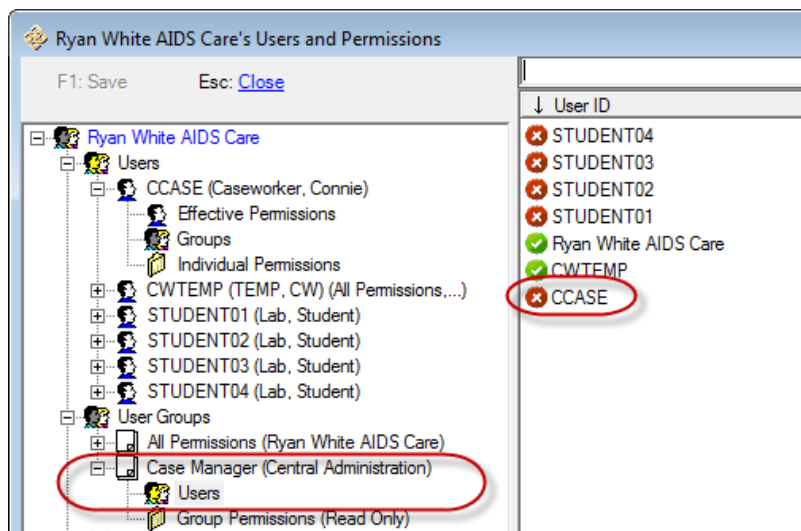 Ryan White AIDS Care's Users and Permissions
F1: Save Esc: Close
Ryan White AIDS Care
Users
CCASE (Caseworker, Connie)
Effective Permissions
Groups
Individual Permissions
CWTEMP (TEMP, CW) (All Permissions,...)
STUDENT01 (Lab, Student)
STUDENT02 (Lab, Student)
STUDENT03 (Lab, Student)
STUDENT04 (Lab, Student)
User Groups
All Permissions (Ryan White AIDS Care)
Case Manager (Central Administration)
Users
Group Permissions (Read Only)
↓ User ID
STUDENT04
STUDENT03
STUDENT02
STUDENT01
Ryan White AIDS Care
CWTEMP
CCASE